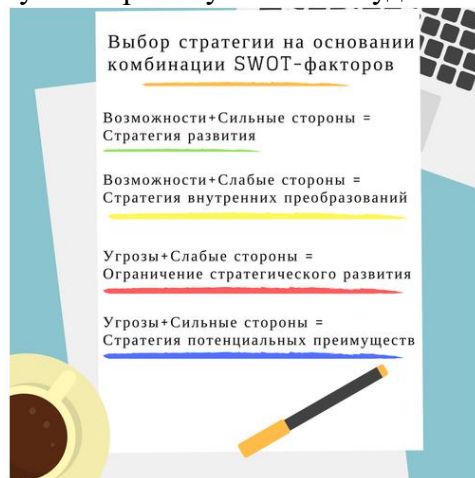 Выбор стратегии на основании
комбинации SWOT-факторов
Возможности+Сильные стороны =
Стратегия развития
Возможности+Слабые стороны =
Стратегия внутренних преобразований
Угрозы+Слабые стороны =
Ограничение стратегического развития
Угрозы+Сильные стороны =
Стратегия потенциальных преимуществ